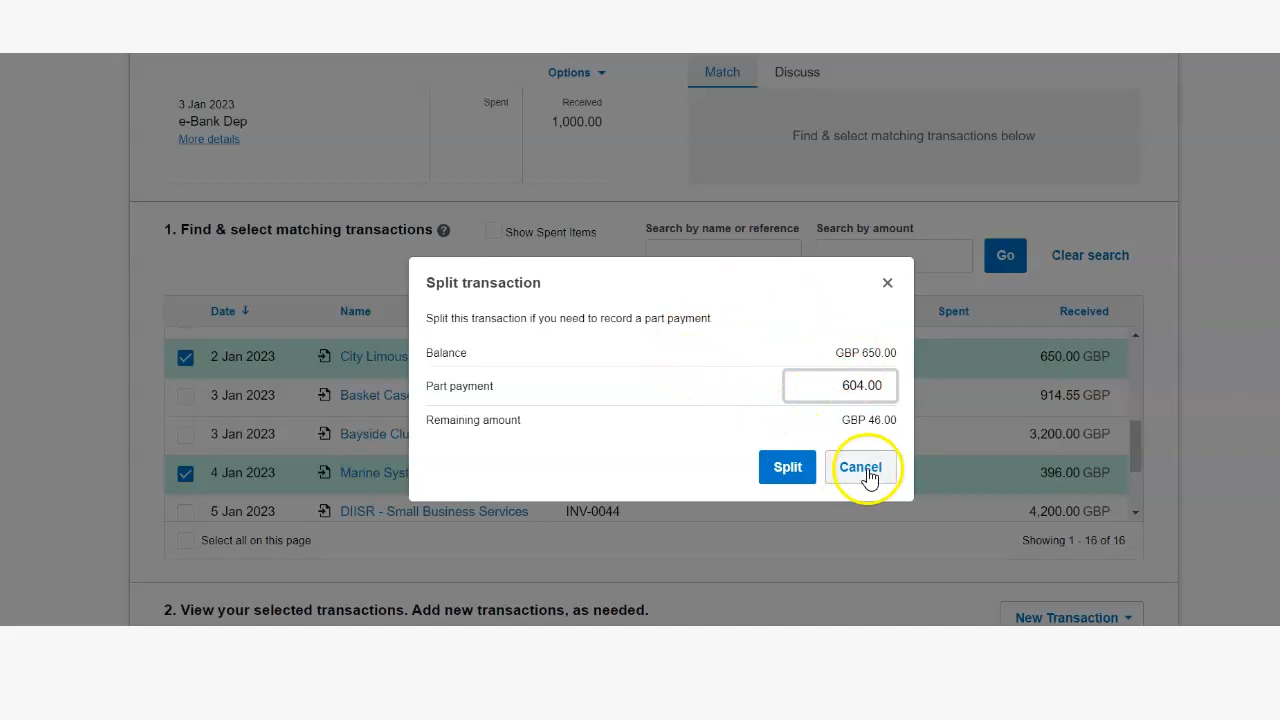 Options
Match
Discuss
3 Jan 2023
e-Bank Dep
More details
Spent
Received
1,000.00
Find & select matching transactions below
1. Find & select matching transactions ?
Show Spent Items
Search by name or reference
Search by amount
Go
Clear search
Date
Name
Spent
Received
2 Jan 2023
City Limous
650.00 GBP
3 Jan 2023
Basket Cas
914.55 GBP
3 Jan 2023
Bayside Clu
3,200.00 GBP
4 Jan 2023
Marine Syst
396.00 GBP
5 Jan 2023
DIISR - Small Business Services
INV-0044
4,200.00 GBP
Select all on this page
Showing 1 - 16 of 16
2. View your selected transactions. Add new transactions, as needed.
New Transaction
Split transaction
Split this transaction if you need to record a part payment.
Balance
GBP 650.00
Part payment
604.00
Remaining amount
GBP 46.00
Split
Cancel